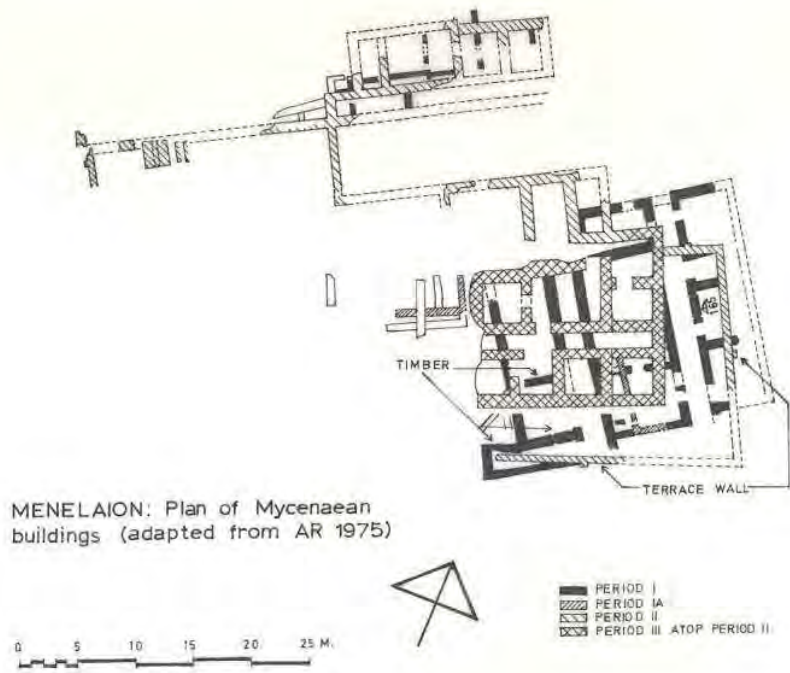 TIMBER
TERRACE WALL
MENELAION: Plan of Mycenaean
buildings (adapted from AR 1975)
0 5 10 15 20 25 M.
PERIOD I
PERIOD IA
PERIOD II
PERIOD III ATOP PERIOD II